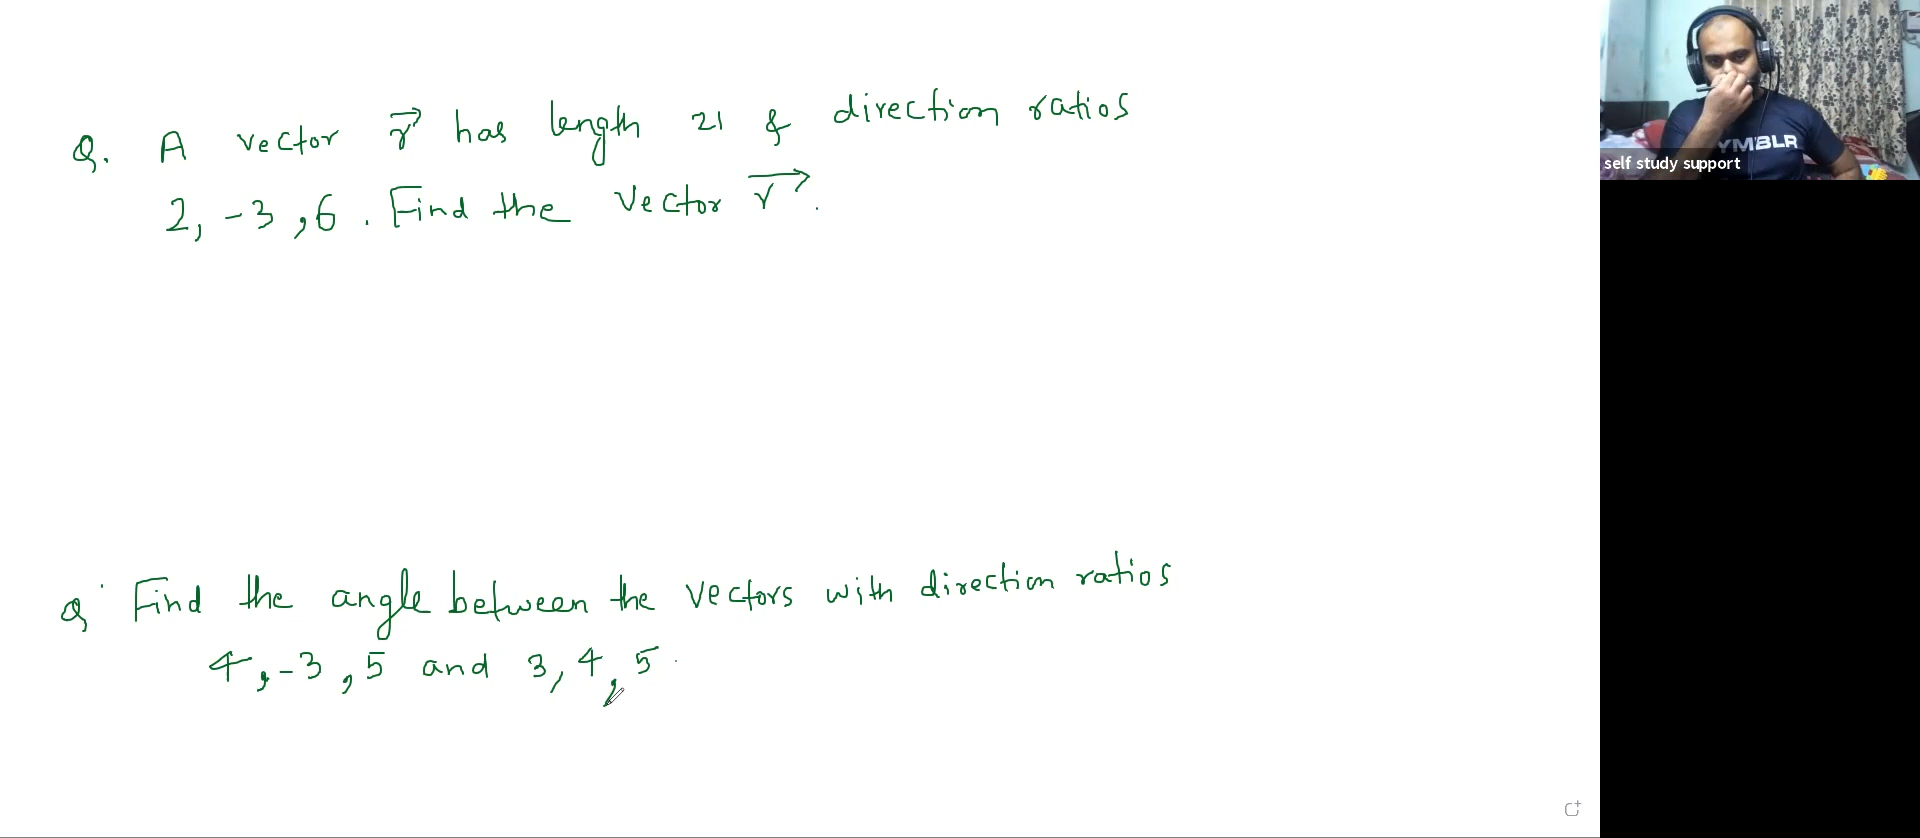 Q. A vector r⃗ has length 21 & direction ratios
2, -3, 6. Find the vector r⃗.
Q. Find the angle between the vectors with direction ratios
4, -3, 5 and 3, 4, 5.
YMBLR
self study support